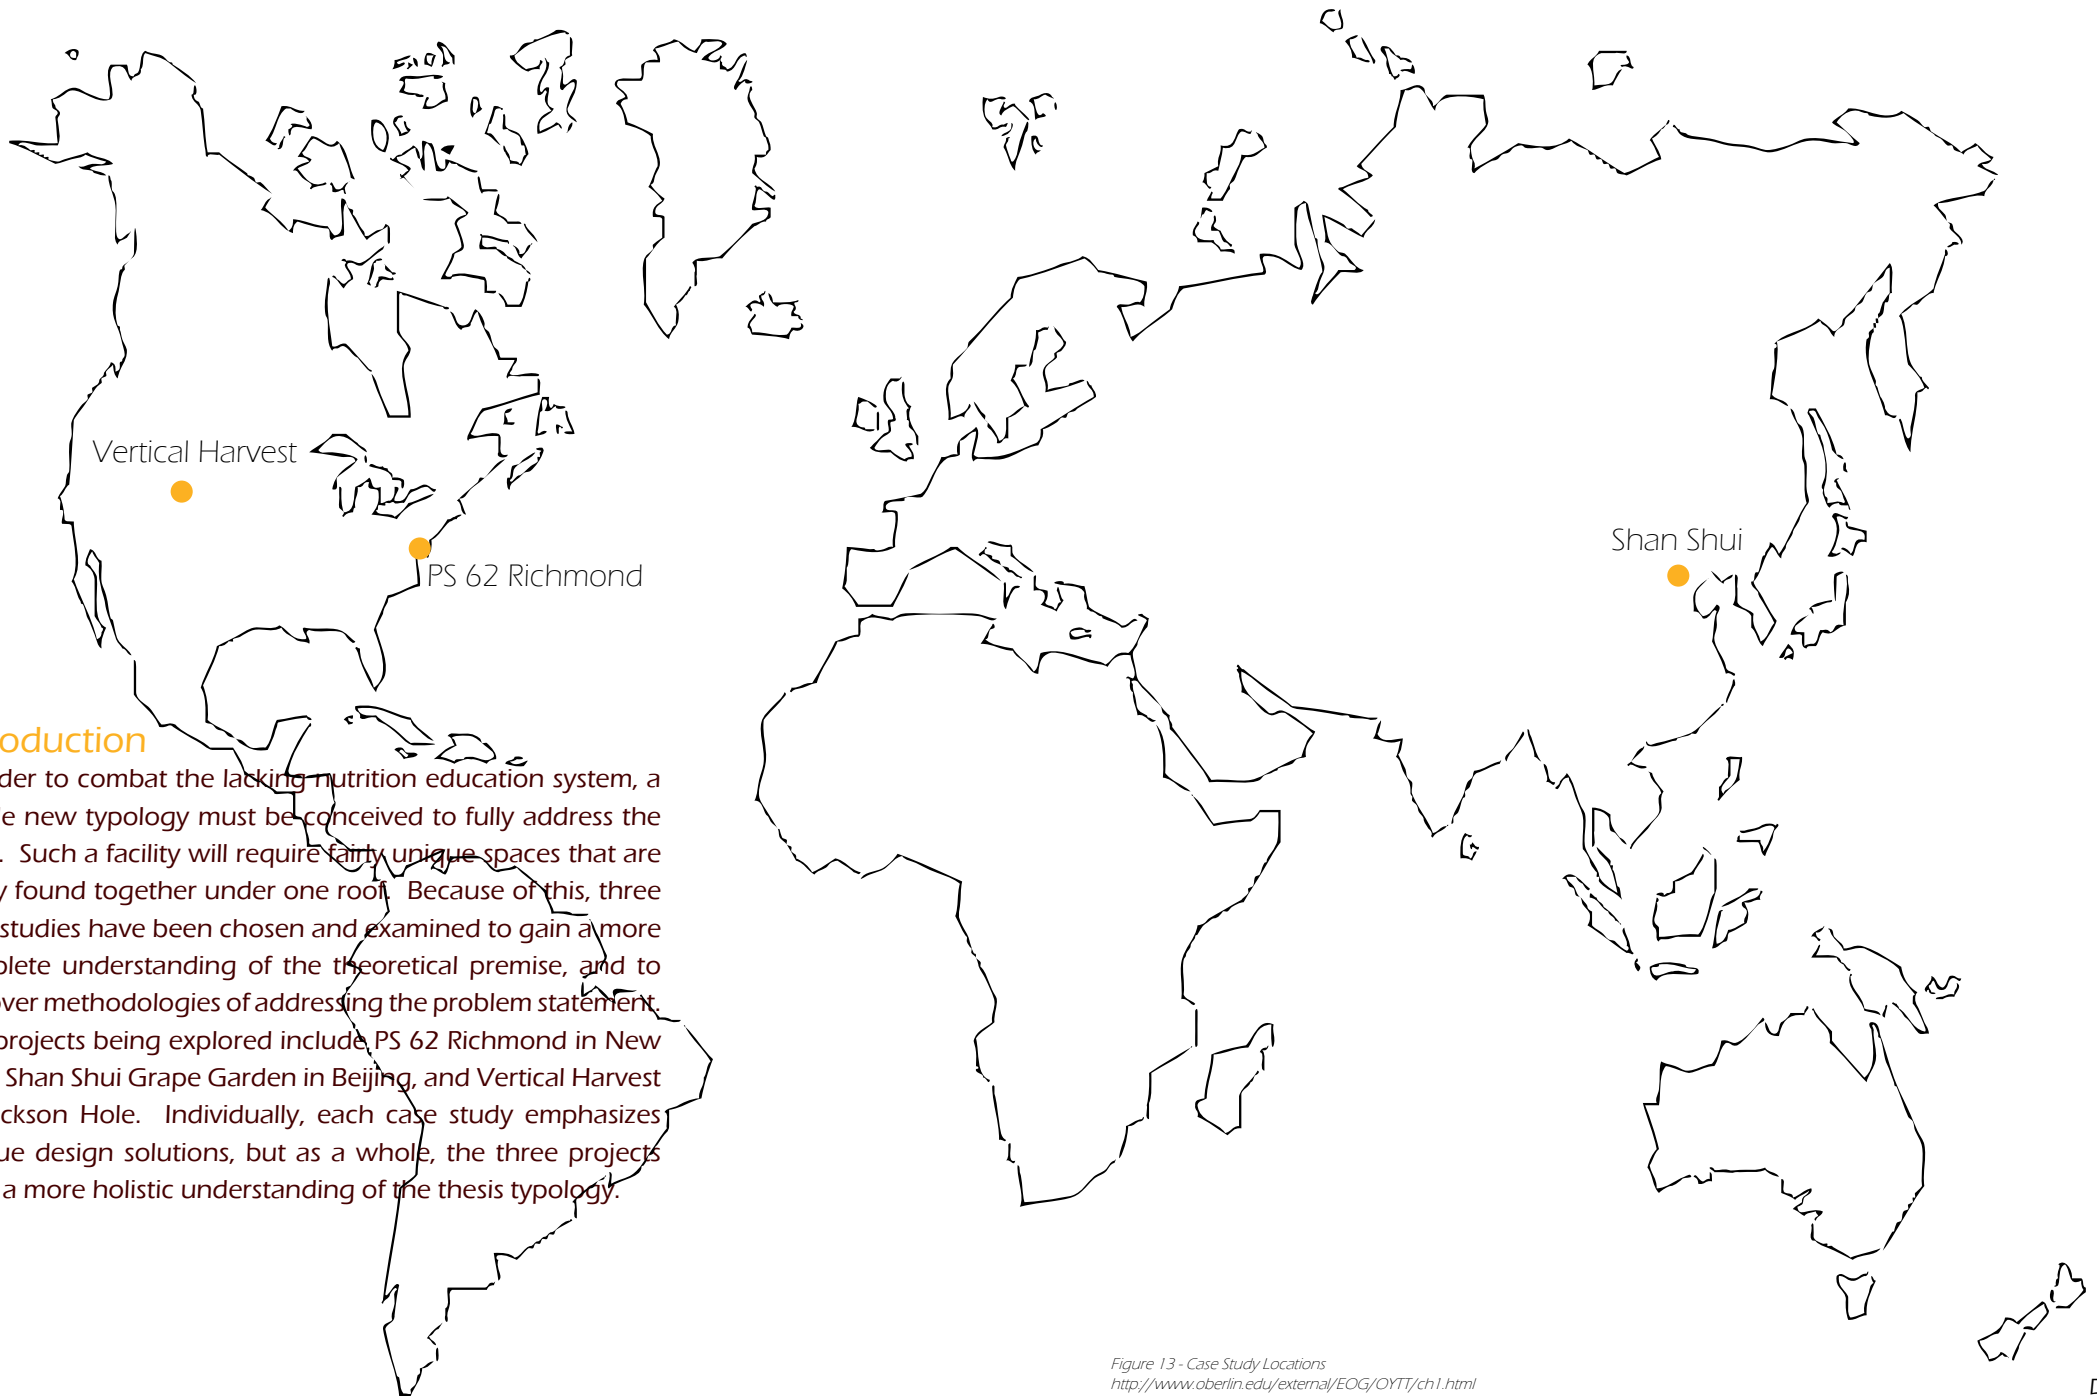 Vertical Harvest
PS 62 Richmond
Shan Shui
oduction
der to combat the lacking nutrition education system, a
e new typology must be conceived to fully address the
. Such a facility will require fairly unique spaces that are
y found together under one roof. Because of this, three
studies have been chosen and examined to gain a more
plete understanding of the theoretical premise, and to
over methodologies of addressing the problem statement.
projects being explored include PS 62 Richmond in New
Shan Shui Grape Garden in Beijing, and Vertical Harvest
ckson Hole. Individually, each case study emphasizes
ue design solutions, but as a whole, the three projects
a more holistic understanding of the thesis typology.
Figure 13 - Case Study Locations
http://www.oberlin.edu/external/EOG/OYTT/ch1.html